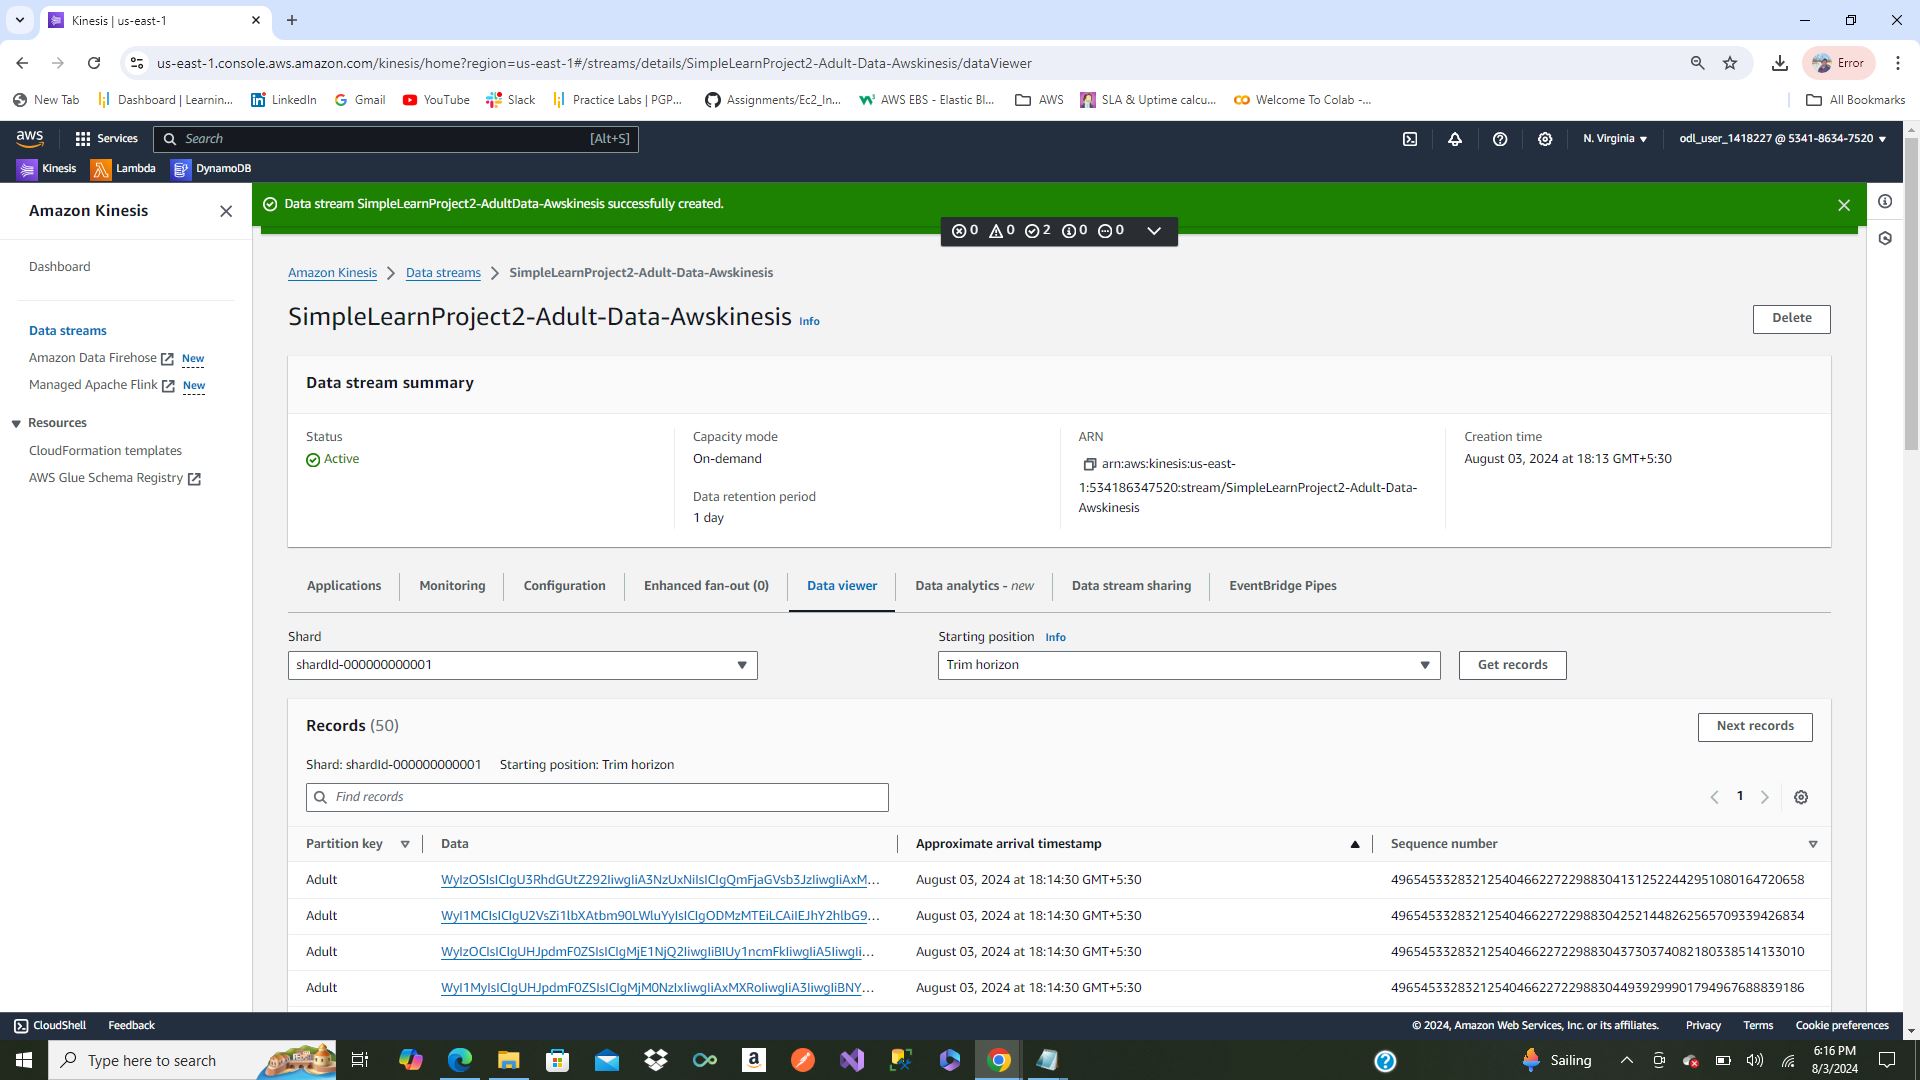 Kinesis | us-east-1
us-east-1.console.aws.amazon.com/kinesis/home?region=us-east-1#/streams/details/SimpleLearnProject2-Adult-Data-Awskinesis/dataViewer
Error
New Tab Dashboard | Learnin... LinkedIn Gmail YouTube Slack Practice Labs | PGP... Assignments/Ec2_In... AWS EBS - Elastic Bl... AWS SLA & Uptime calcu... Welcome To Colab -... All Bookmarks
aws Services Search [Alt+S] N. Virginia odl_user_1418227 @ 5341-8634-7520
Kinesis Lambda DynamoDB
Amazon Kinesis
Data stream SimpleLearnProject2-AdultData-Awskinesis successfully created.
0 0 2 0 0
Dashboard
Data streams
Amazon Data Firehose New
Managed Apache Flink New
Resources
CloudFormation templates
AWS Glue Schema Registry
Amazon Kinesis Data streams SimpleLearnProject2-Adult-Data-Awskinesis
SimpleLearnProject2-Adult-Data-Awskinesis Info
Delete
Data stream summary
Status
Active
Capacity mode
On-demand
Data retention period
1 day
ARN
arn:aws:kinesis:us-east-
1:534186347520:stream/SimpleLearnProject2-Adult-Data-
Awskinesis
Creation time
August 03, 2024 at 18:13 GMT+5:30
Applications Monitoring Configuration Enhanced fan-out (0) Data viewer Data analytics - new Data stream sharing EventBridge Pipes
Shard
shardId-000000000001
Starting position Info
Trim horizon
Get records
Records (50)
Next records
Shard: shardId-000000000001 Starting position: Trim horizon
Find records
1
Partition key Data Approximate arrival timestamp Sequence number
Adult August 03, 2024 at 18:14:30 GMT+5:30
Adult August 03, 2024 at 18:14:30 GMT+5:30
Adult August 03, 2024 at 18:14:30 GMT+5:30
Adult August 03, 2024 at 18:14:30 GMT+5:30
CloudShell Feedback © 2024, Amazon Web Services, Inc. or its affiliates. Privacy Terms Cookie preferences
Type here to search
Sailing
6:16 PM
8/3/2024